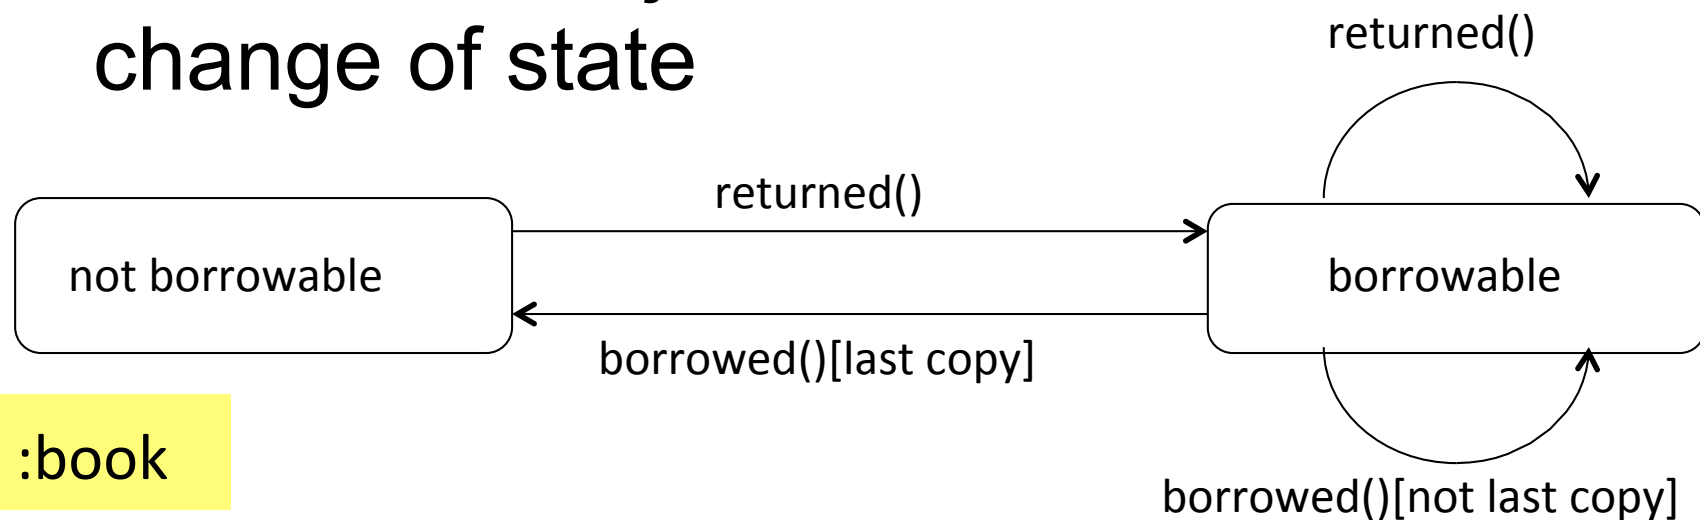 change of state
returned()
returned()
not borrowable
borrowable
borrowed()[last copy]
:book
borrowed()[not last copy]